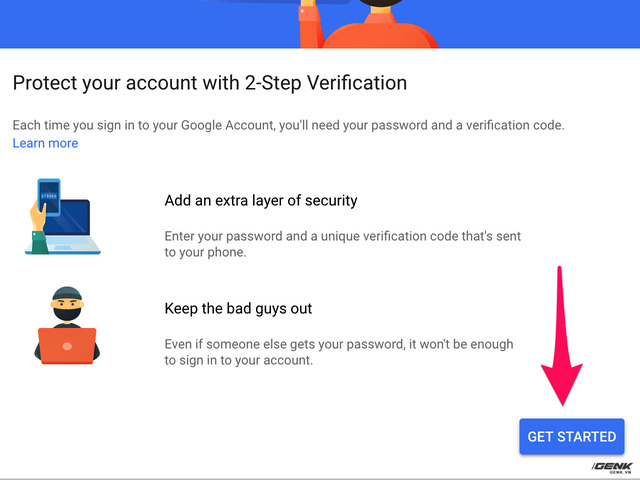 Protect your account with 2-Step Verification
Each time you sign in to your Google Account, you'll need your password and a verification code.
Learn more
Add an extra layer of security
Enter your password and a unique verification code that's sent
to your phone.
Keep the bad guys out
Even if someone else gets your password, it won't be enough
to sign in to your account.
GET STARTED
GENK
GENK.VN